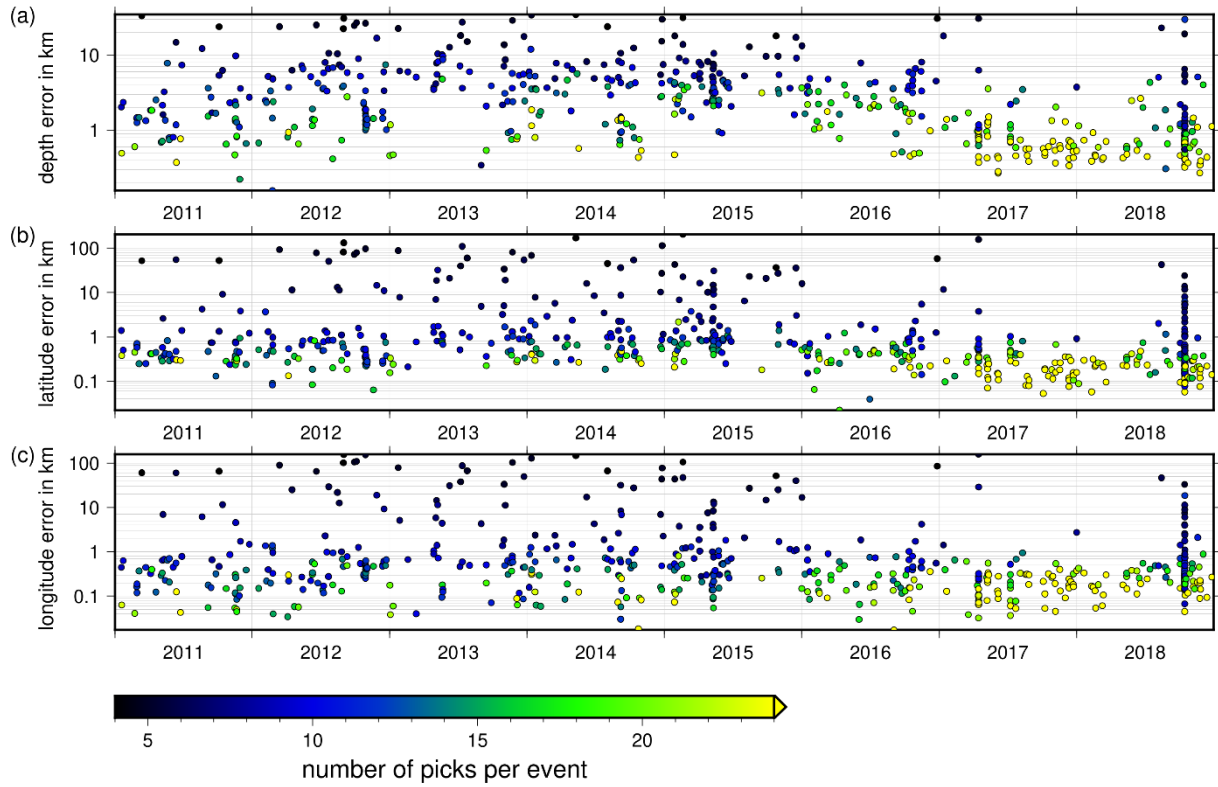 (a)
depth error in km
10
1
2011 2012 2013 2014 2015 2016 2017 2018
(b)
latitude error in km
100
10
1
0.1
2011 2012 2013 2014 2015 2016 2017 2018
(c)
longitude error in km
100
10
1
0.1
2011 2012 2013 2014 2015 2016 2017 2018
5 10 15 20
number of picks per event